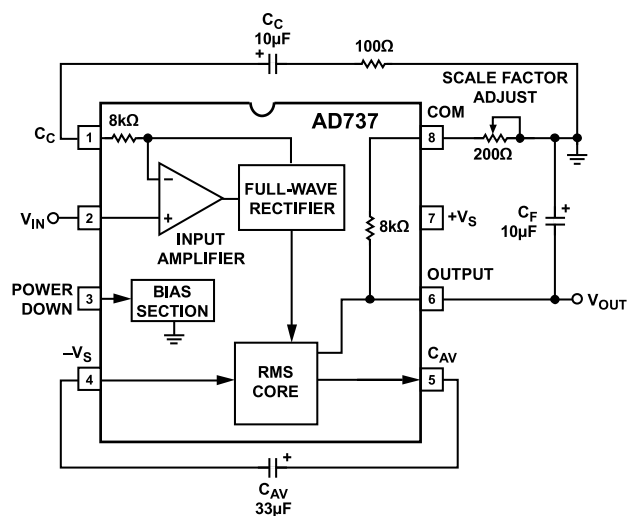 C_C
10µF
+
100Ω
SCALE FACTOR
ADJUST
COM
8kΩ
AD737
C_C
1
8
200Ω
FULL-WAVE
RECTIFIER
–
+
V_IN
2
INPUT
AMPLIFIER
8kΩ
7
+V_S
C_F
10µF
+
POWER
DOWN
3
BIAS
SECTION
OUTPUT
6
V_OUT
–V_S
4
RMS
CORE
C_AV
5
+
C_AV
33µF